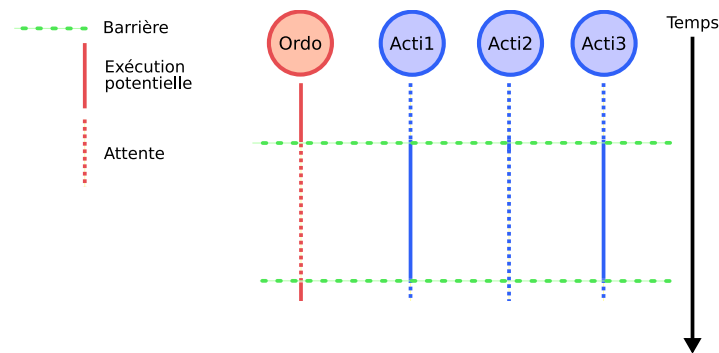 Barrière
Exécution
potentielle
Attente
Ordo
Acti1
Acti2
Acti3
Temps